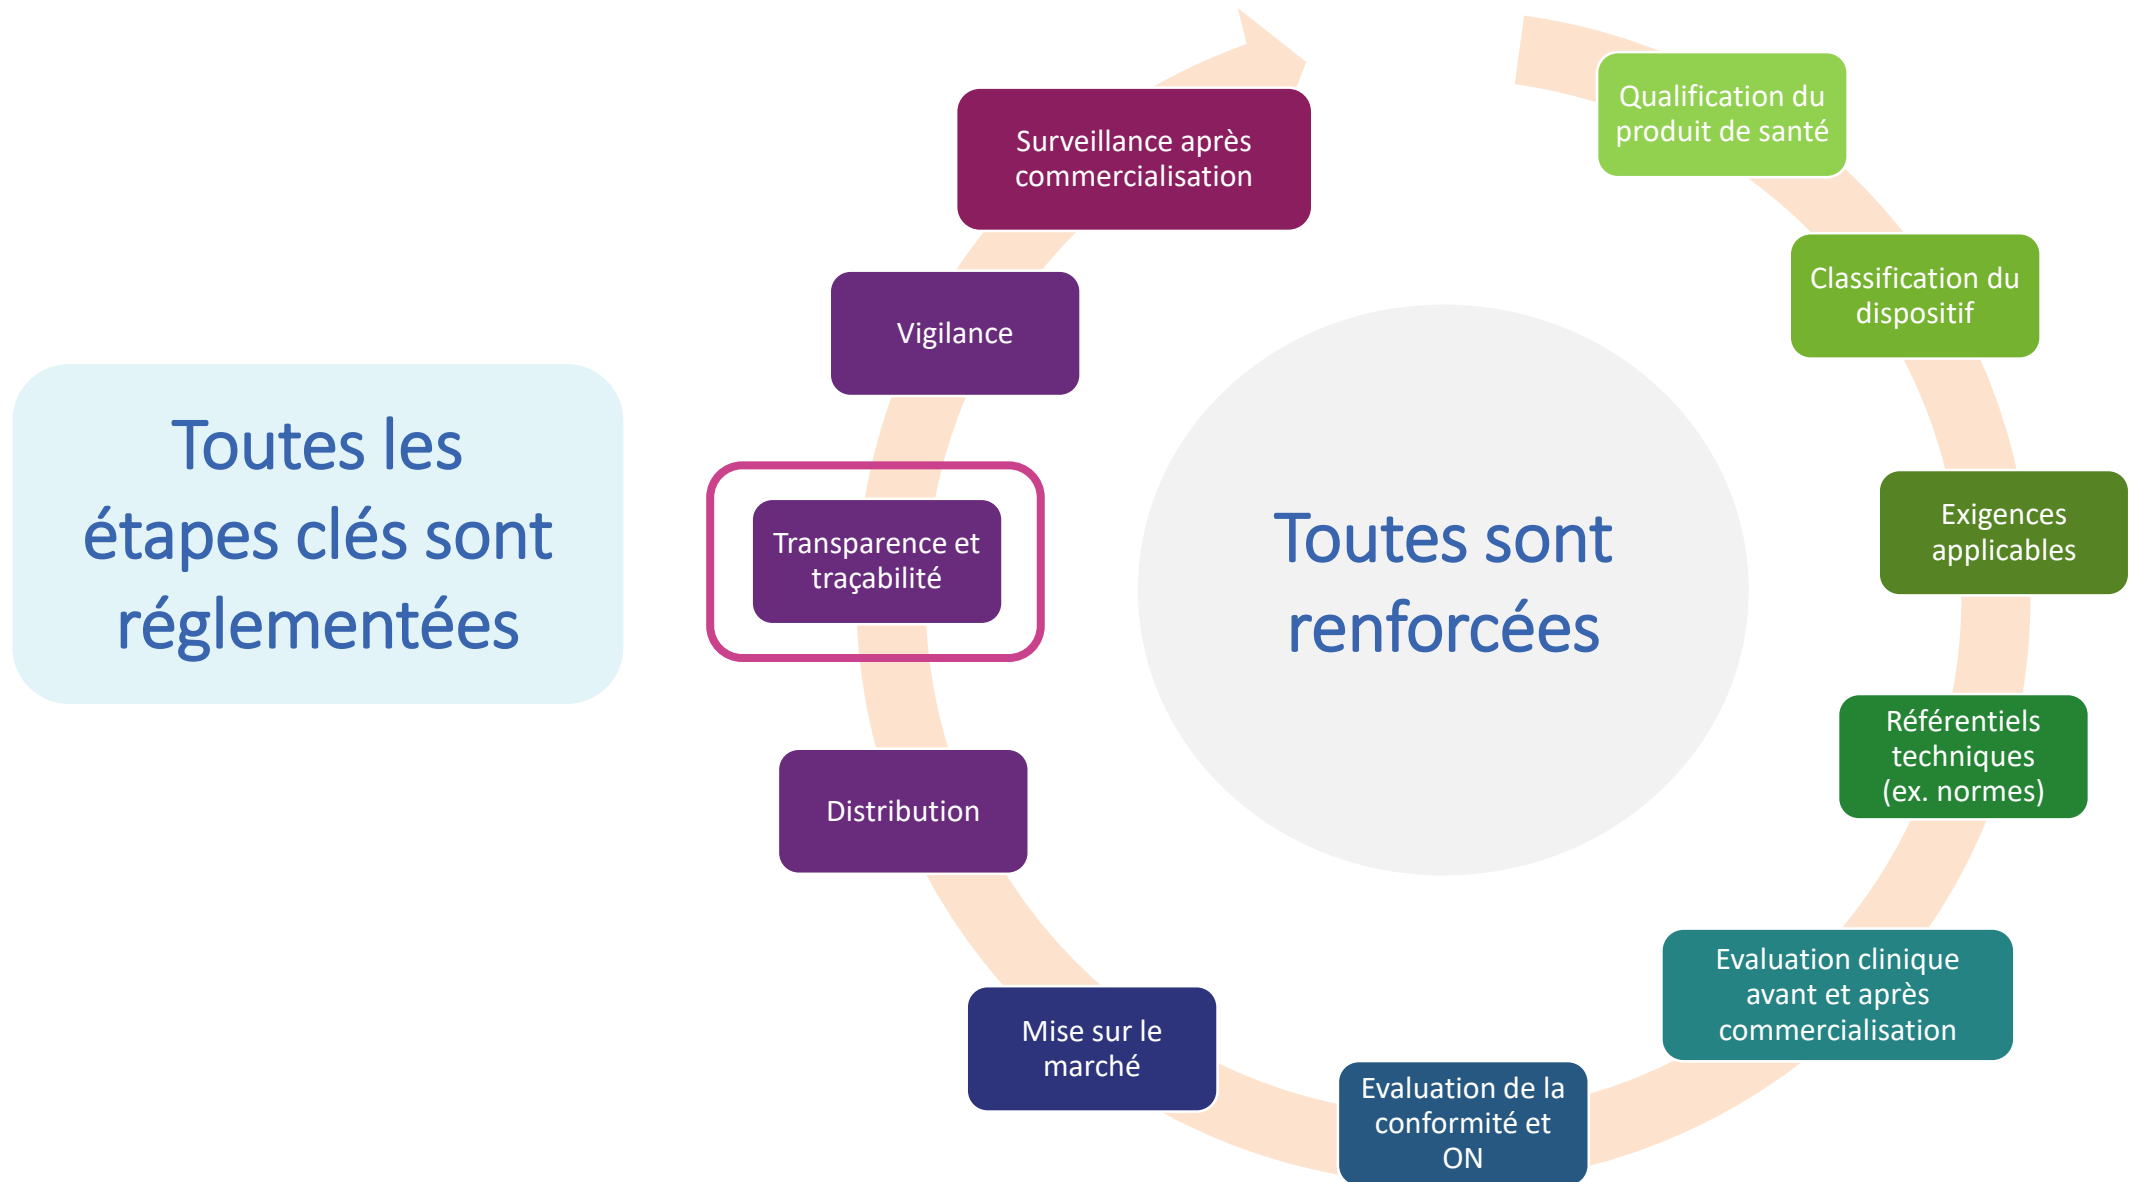 Toutes les
étapes clés sont
réglementées
Toutes sont
renforcées
Qualification du
produit de santé
Classification du
dispositif
Exigences
applicables
Référentiels
techniques
(ex. normes)
Evaluation clinique
avant et après
commercialisation
Evaluation de la
conformité et
ON
Mise sur le
marché
Distribution
Transparence et
traçabilité
Vigilance
Surveillance après
commercialisation